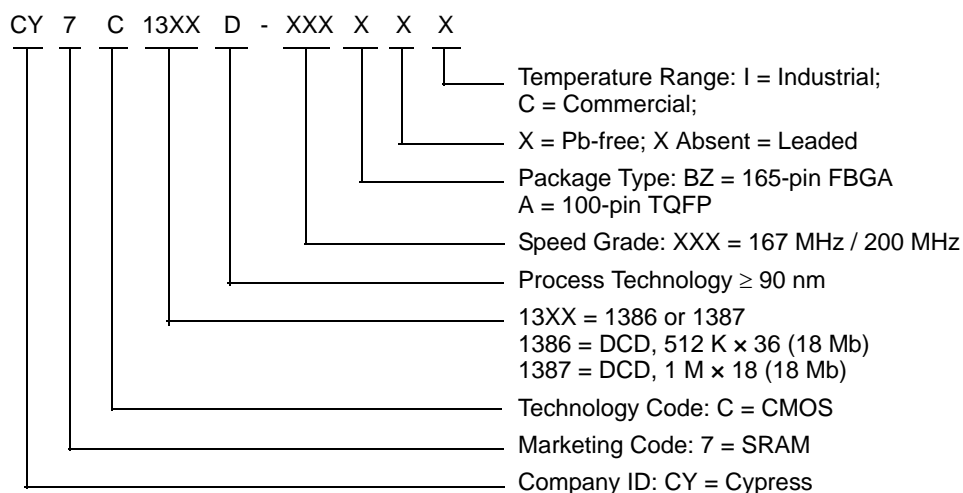 CY 7 C 13XX D - XXX X X X
Temperature Range: I = Industrial;
C = Commercial;
X = Pb-free; X Absent = Leaded
Package Type: BZ = 165-pin FBGA
A = 100-pin TQFP
Speed Grade: XXX = 167 MHz / 200 MHz
Process Technology ≥ 90 nm
13XX = 1386 or 1387
1386 = DCD, 512 K × 36 (18 Mb)
1387 = DCD, 1 M × 18 (18 Mb)
Technology Code: C = CMOS
Marketing Code: 7 = SRAM
Company ID: CY = Cypress